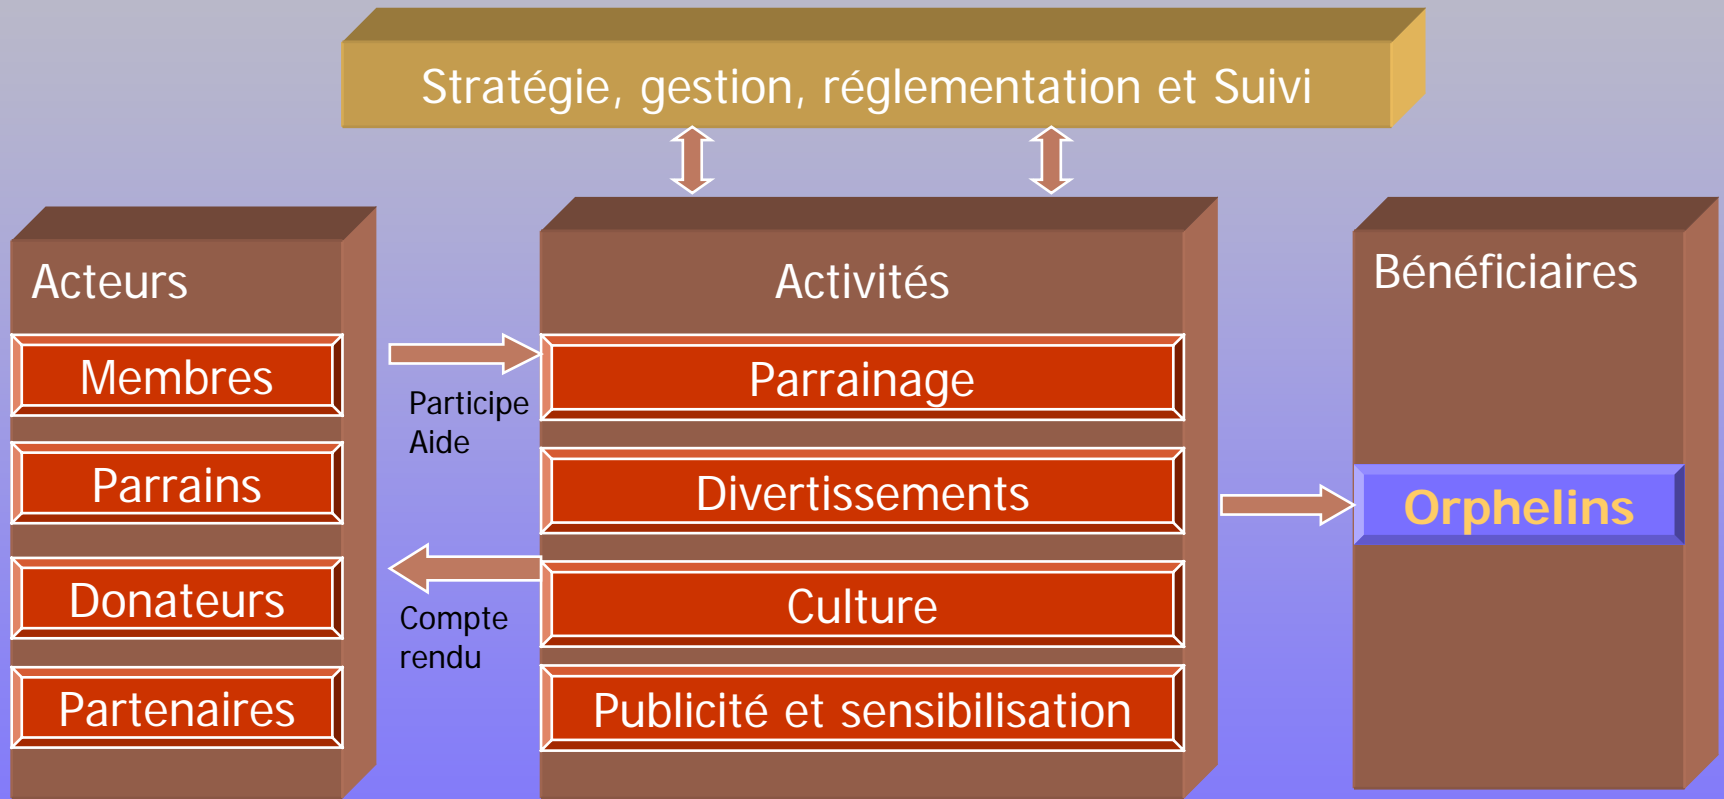 Stratégie, gestion, réglementation et Suivi
Acteurs
Membres
Parrains
Donateurs
Partenaires
Participe
Aide
Compte
rendu
Activités
Parrainage
Divertissements
Culture
Publicité et sensibilisation
Bénéficiaires
Orphelins